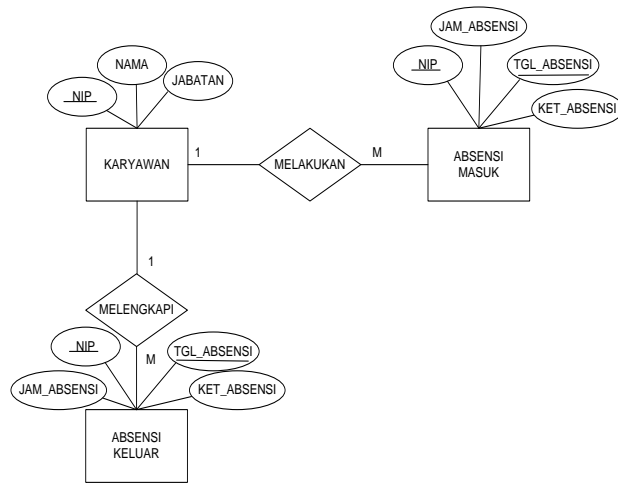 JAM_ABSENSI
NAMA
NIP
JABATAN
NIP
TGL_ABSENSI
KET_ABSENSI
KARYAWAN
1
MELAKUKAN
M
ABSENSI
MASUK
1
MELENGKAPI
NIP
M
TGL_ABSENSI
JAM_ABSENSI
KET_ABSENSI
ABSENSI
KELUAR